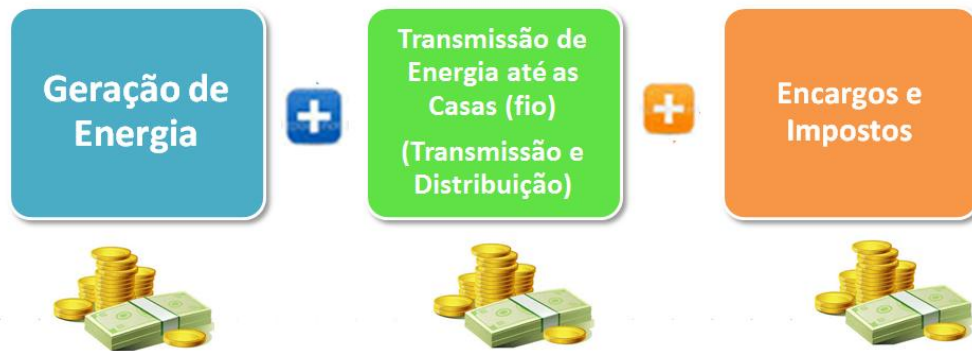 Geração de
Energia
Transmissão de
Energia até as
Casas (fio)
(Transmissão e
Distribuição)
Encargos e
Impostos